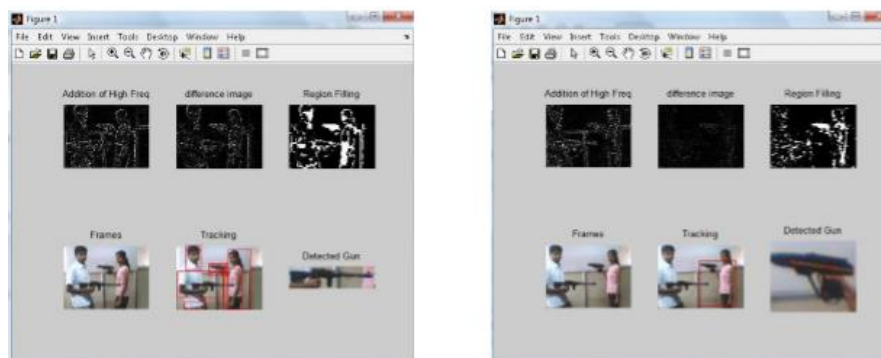 Figure 1
File Edit View Insert Tools Desktop Window Help
Addition of High Freq difference image Region Filling
Frames Tracking Detected Gun
Figure 1
File Edit View Insert Tools Desktop Window Help
Addition of High Freq difference image Region Filling
Frames Tracking Detected Gun